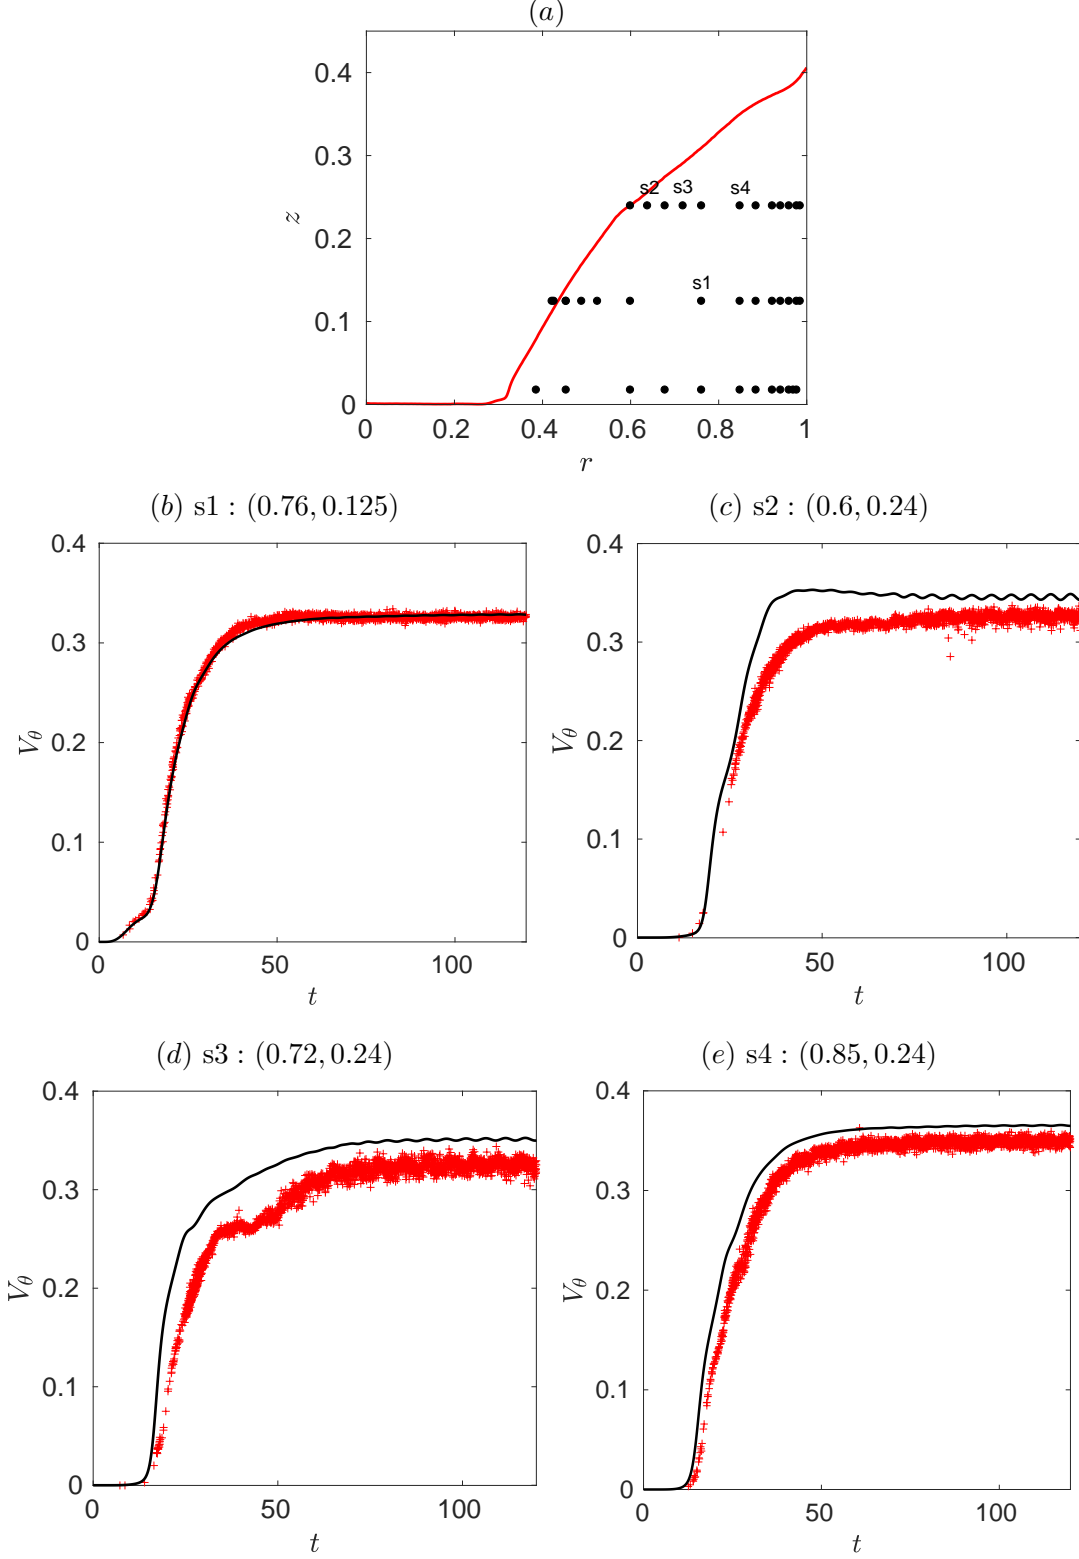 (a)
0.4
0.3
0.2
0.1
0
z
s2 s3 s4
s1
0 0.2 0.4 0.6 0.8 1
r
(b) s1 : (0.76, 0.125)
0.4
0.3
0.2
0.1
0
V_θ
0 50 100
t
(c) s2 : (0.6, 0.24)
0.4
0.3
0.2
0.1
0
V_θ
0 50 100
t
(d) s3 : (0.72, 0.24)
0.4
0.3
0.2
0.1
0
V_θ
0 50 100
t
(e) s4 : (0.85, 0.24)
0.4
0.3
0.2
0.1
0
V_θ
0 50 100
t